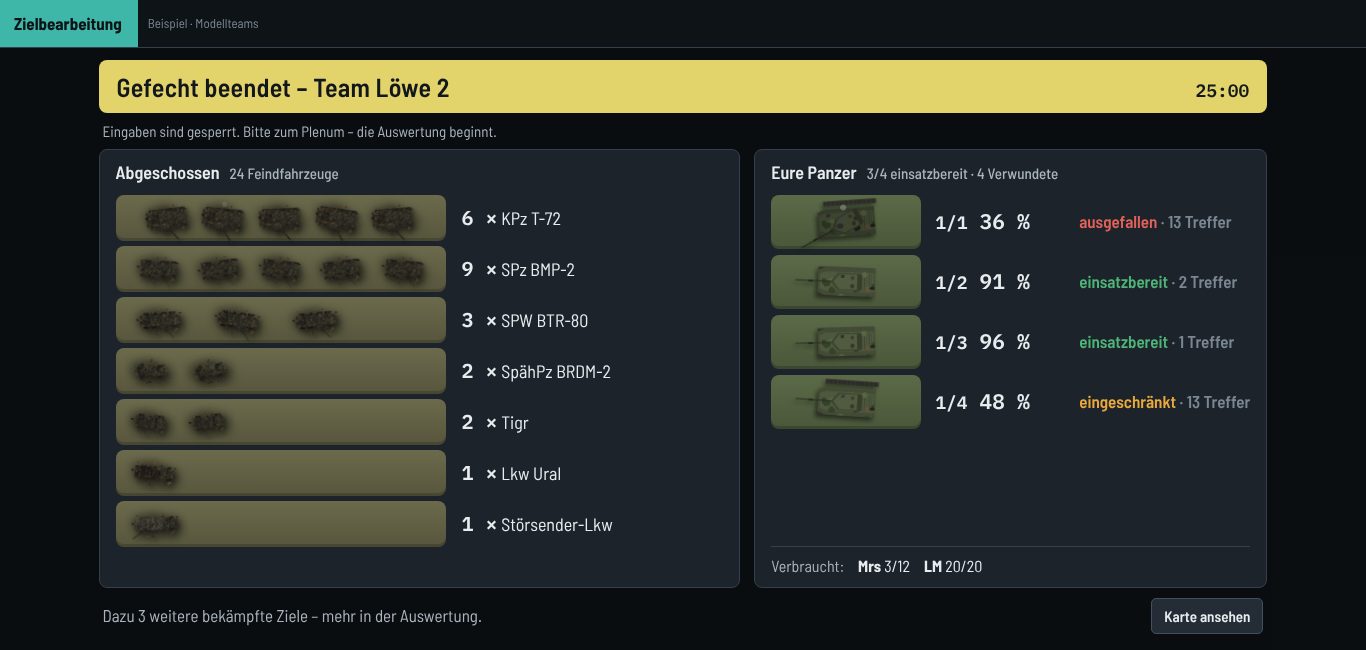 Zielbearbeitung Beispiel · Modellteams
Gefecht beendet – Team Löwe 2 25:00
Eingaben sind gesperrt. Bitte zum Plenum – die Auswertung beginnt.
Abgeschossen 24 Feindfahrzeuge
6 × KPz T-72
9 × SPz BMP-2
3 × SPW BTR-80
2 × SpähPz BRDM-2
2 × Tigr
1 × Lkw Ural
1 × Störsender-Lkw
Eure Panzer 3/4 einsatzbereit · 4 Verwundete
1/1 36 % ausgefallen · 13 Treffer
1/2 91 % einsatzbereit · 2 Treffer
1/3 96 % einsatzbereit · 1 Treffer
1/4 48 % eingeschränkt · 13 Treffer
Verbraucht: Mrs 3/12 LM 20/20
Dazu 3 weitere bekämpfte Ziele – mehr in der Auswertung.
Karte ansehen